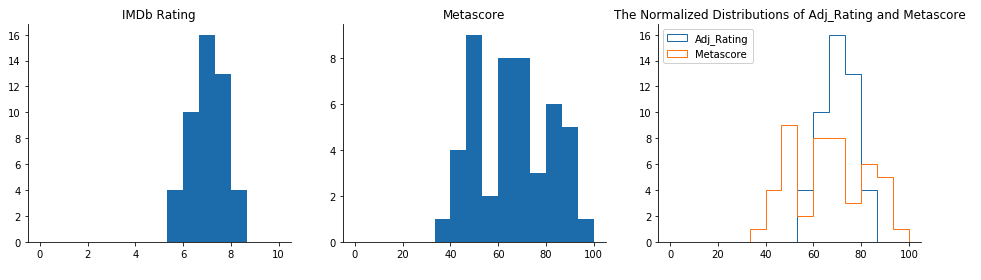 IMDb Rating
16
14
12
10
8
6
4
2
0
0 2 4 6 8 10
Metascore
8
6
4
2
0
0 20 40 60 80 100
The Normalized Distributions of Adj_Rating and Metascore
Adj_Rating
Metascore
16
14
12
10
8
6
4
2
0
0 20 40 60 80 100